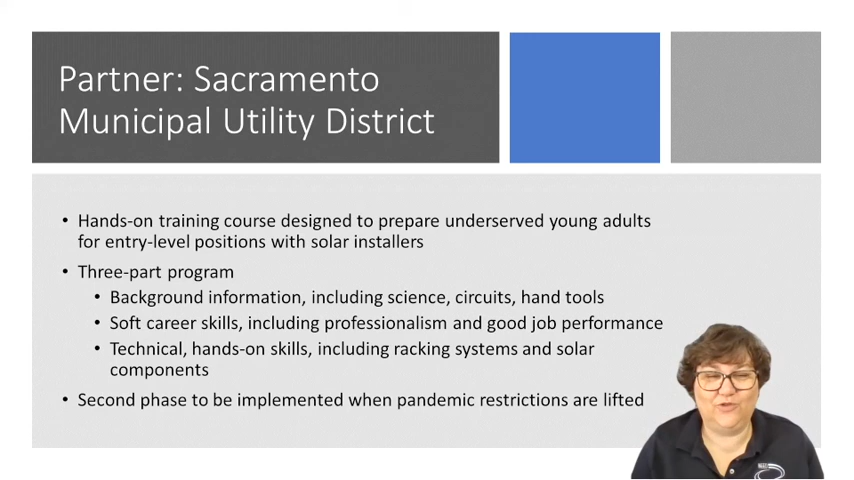 Partner: Sacramento
Municipal Utility District
• Hands-on training course designed to prepare underserved young adults
for entry-level positions with solar installers
• Three-part program
• Background information, including science, circuits, hand tools
• Soft career skills, including professionalism and good job performance
• Technical, hands-on skills, including racking systems and solar
components
• Second phase to be implemented when pandemic restrictions are lifted